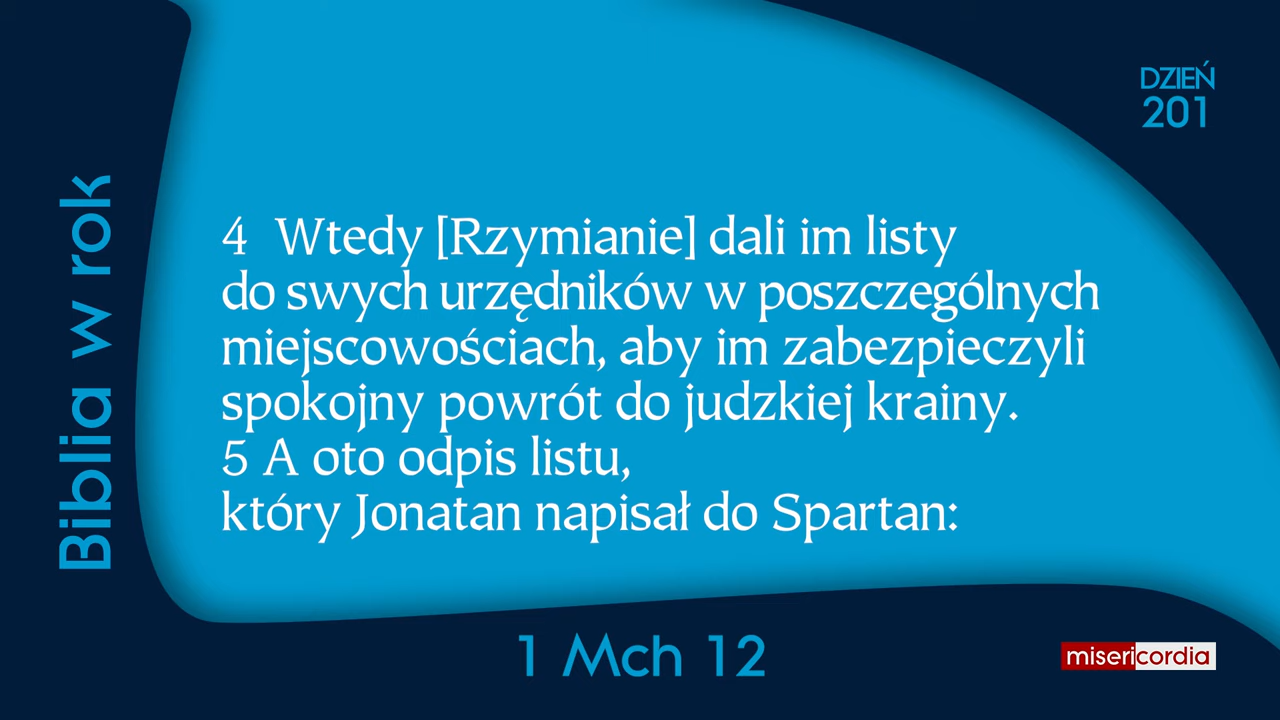 DZIEŃ
201
Biblia w rok
4 Wtedy [Rzymianie] dali im listy
do swych urzędników w poszczególnych
miejscowościach, aby im zabezpieczyli
spokojny powrót do judzkiej krainy.
5 A oto odpis listu,
który Jonatan napisał do Spartan:
1 Mch 12
misericordia